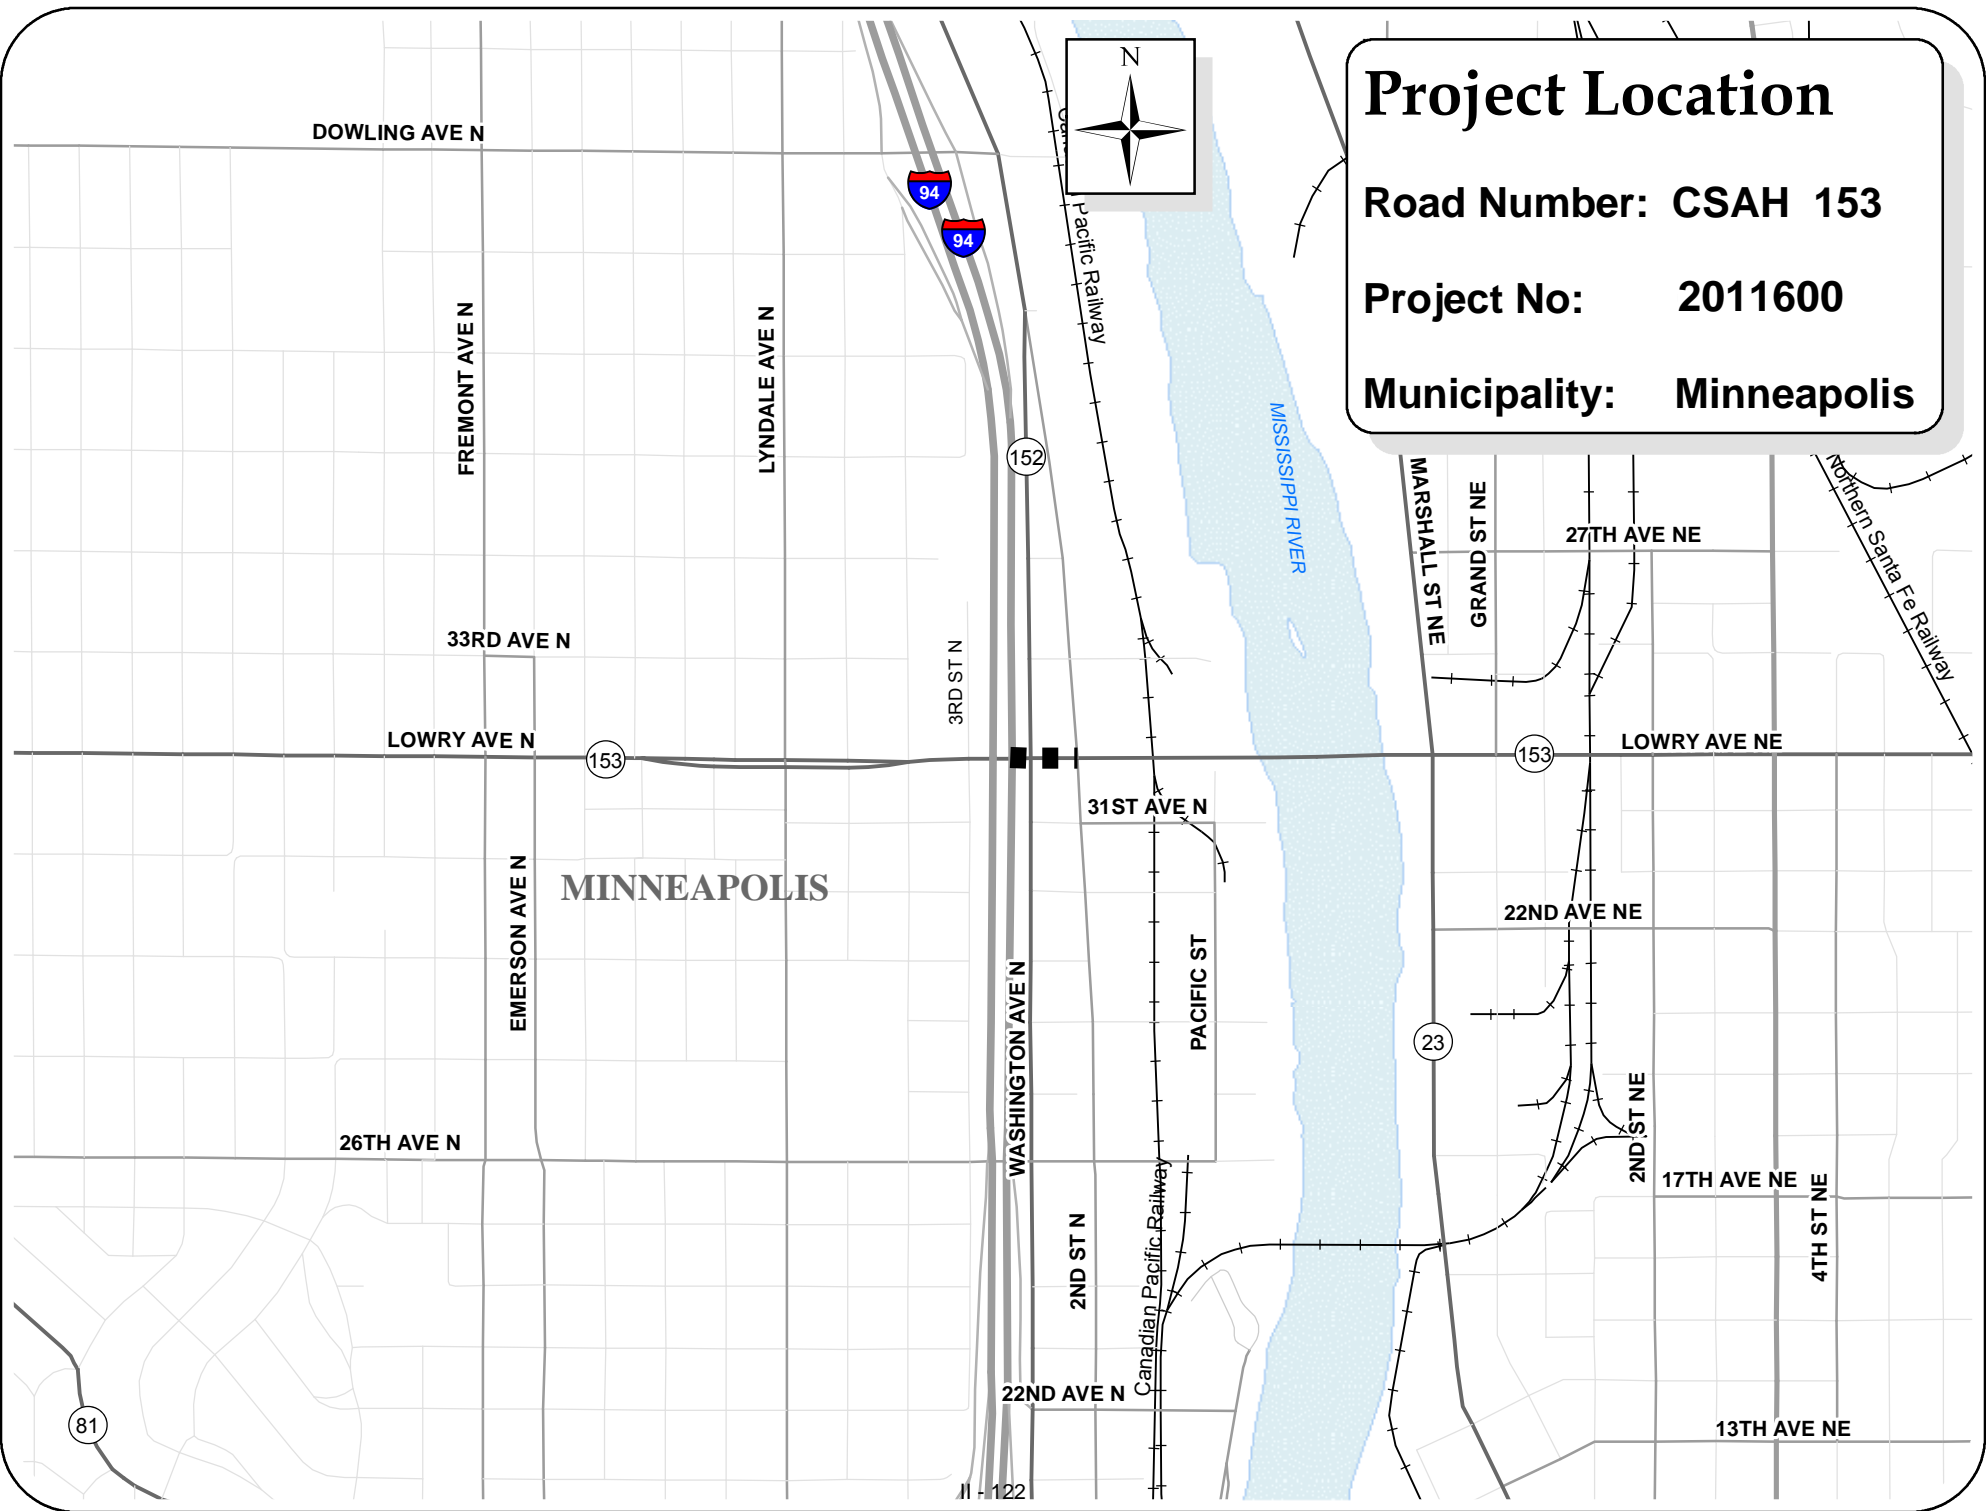 N
Project Location
Road Number: CSAH 153
Project No: 2011600
Municipality: Minneapolis
DOWLING AVE N
94
94
Pacific Railway
FREMONT AVE N
LYNDALE AVE N
152
MISSISSIPPI RIVER
MARSHALL ST NE
GRAND ST NE
27TH AVE NE
Northern Santa Fe Railway
33RD AVE N
3RD ST N
LOWRY AVE N
153
153
LOWRY AVE NE
31ST AVE N
MINNEAPOLIS
EMERSON AVE N
WASHINGTON AVE N
PACIFIC ST
22ND AVE NE
23
2ND ST NE
26TH AVE N
17TH AVE NE
4TH ST NE
2ND ST N
Canadian Pacific Railway
22ND AVE N
81
13TH AVE NE
II - 122